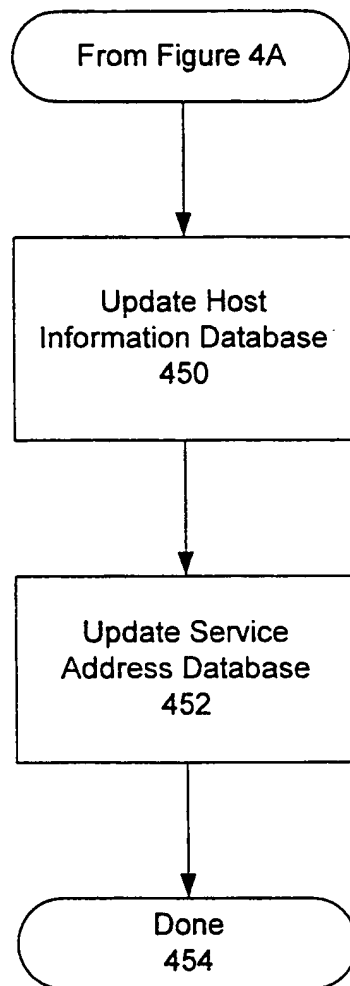 From Figure 4A
Update Host
Information Database
450
Update Service
Address Database
452
Done
454